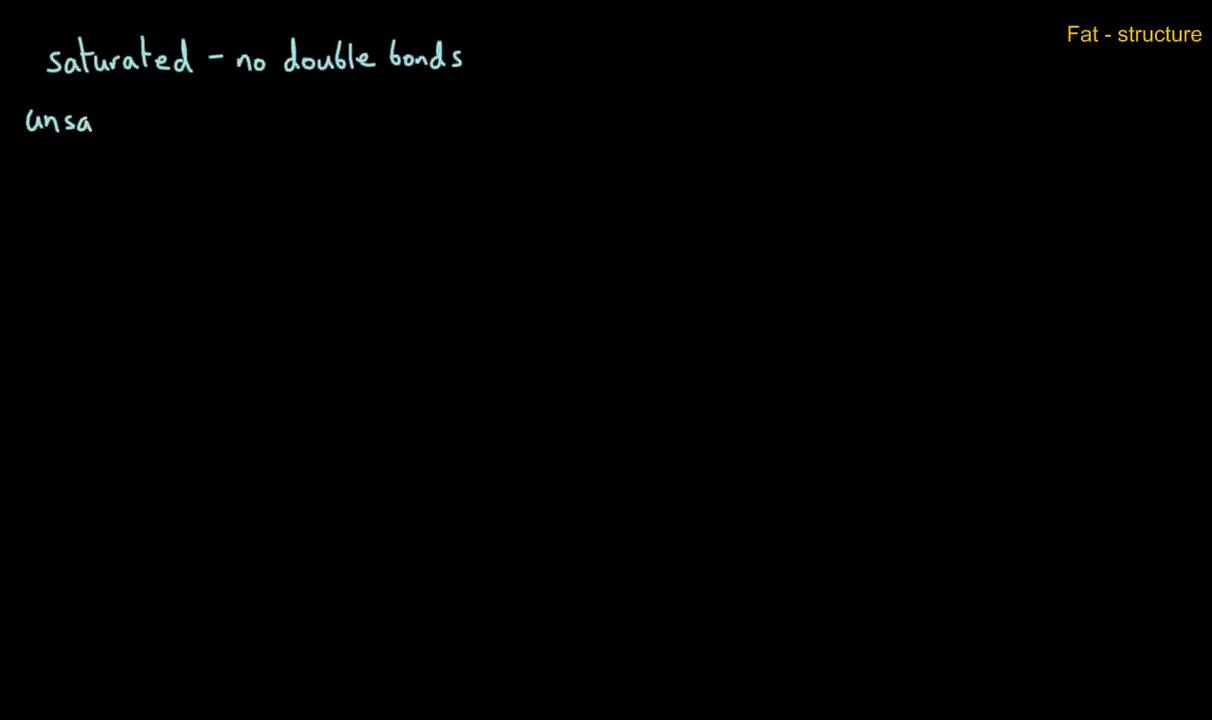 Fat - structure
saturated - no double bonds
unsa